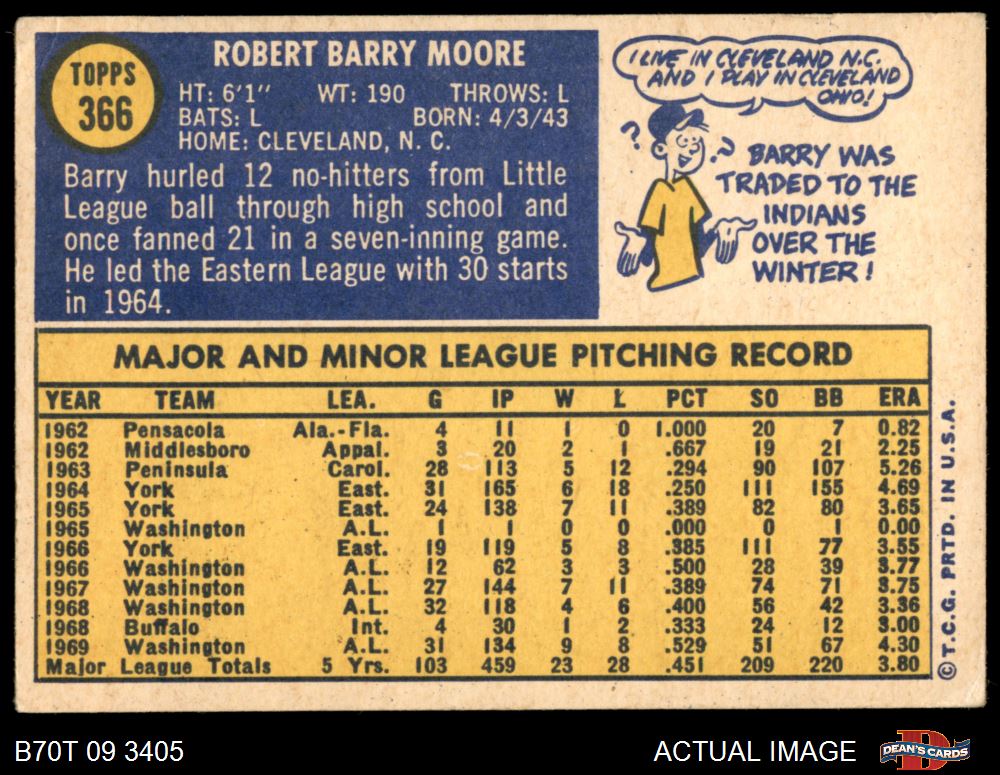 TOPPS
366
ROBERT BARRY MOORE
HT: 6'1" WT: 190 THROWS: L
BATS: L BORN: 4/3/43
HOME: CLEVELAND, N. C.
Barry hurled 12 no-hitters from Little
League ball through high school and
once fanned 21 in a seven-inning game.
He led the Eastern League with 30 starts
in 1964.
I LIVE IN CLEVELAND N.C.
AND I PLAY IN CLEVELAND
OHIO!
? ?
BARRY WAS
TRADED TO THE
INDIANS
OVER THE
WINTER!
MAJOR AND MINOR LEAGUE PITCHING RECORD
YEAR TEAM LEA. G IP W L PCT SO BB ERA
1962 Pensacola Ala.-Fla. 4 11 1 0 1.000 20 7 0.82
1962 Middlesboro Appal. 3 20 2 1 .667 19 21 2.25
1963 Peninsula Carol. 28 113 5 12 .294 90 107 5.26
1964 York East. 31 165 6 18 .250 111 155 4.69
1965 York East. 24 138 7 11 .389 82 80 3.65
1965 Washington A.L. 1 1 0 0 .000 0 1 0.00
1966 York East. 19 119 5 8 .385 111 77 3.55
1966 Washington A.L. 12 62 3 3 .500 28 39 3.77
1967 Washington A.L. 27 144 7 11 .389 74 71 3.75
1968 Washington A.L. 32 118 4 6 .400 56 42 3.36
1968 Buffalo Int. 4 30 1 2 .333 24 12 3.00
1969 Washington A.L. 31 134 9 8 .529 51 67 4.30
Major League Totals 5 Yrs. 103 459 23 28 .451 209 220 3.80
© T.C.G. PRTD. IN U.S.A.
B70T 09 3405
ACTUAL IMAGE
D
DEAN'S CARDS